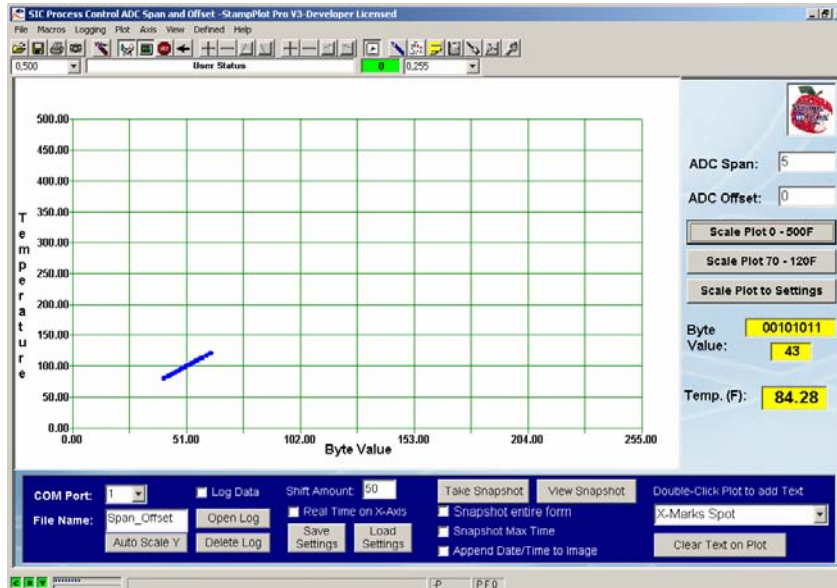 SIC Process Control ADC Span and Offset -StampPlot Pro V3-Developer Licensed
File Macros Logging Plot Axis View Defined Help
0,500 User Status 0 0,255
500.00
450.00
400.00
350.00
300.00
250.00
200.00
150.00
100.00
50.00
0.00
Temperature
0.00 51.00 102.00 153.00 204.00 255.00
Byte Value
ADC Span: 5
ADC Offset: 0
Scale Plot 0 - 500F
Scale Plot 70 - 120F
Scale Plot to Settings
Byte Value: 00101011
43
Temp. (F): 84.28
COM Port: 1
Log Data
Shift Amount: 50
Take Snapshot View Snapshot
Double-Click Plot to add Text
File Name: Span_Offset
Open Log
Real Time on X-Axis
Snapshot entire form
X-Marks Spot
Auto Scale Y Delete Log
Save Settings Load Settings
Snapshot Max Time
Append Date/Time to Image
Clear Text on Plot
-P PF0